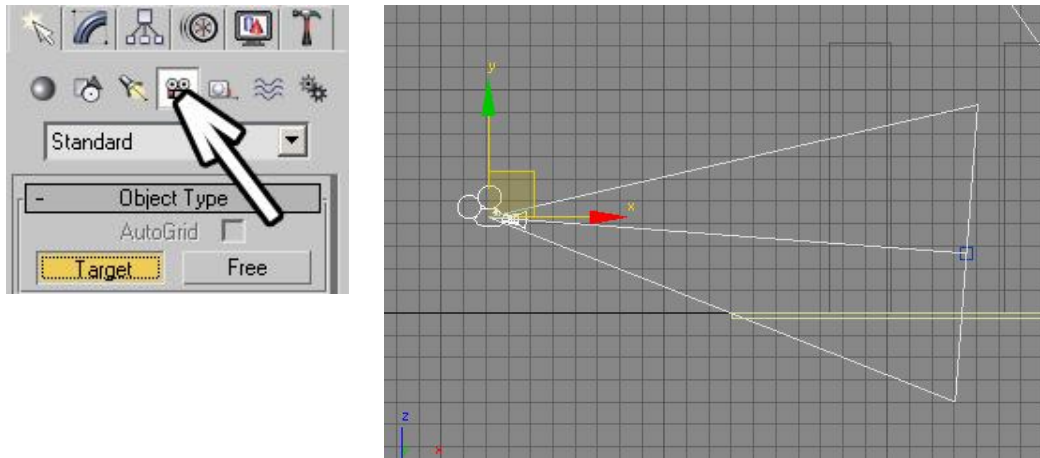 Standard
- Object Type
AutoGrid
Target Free
y
x
z
x